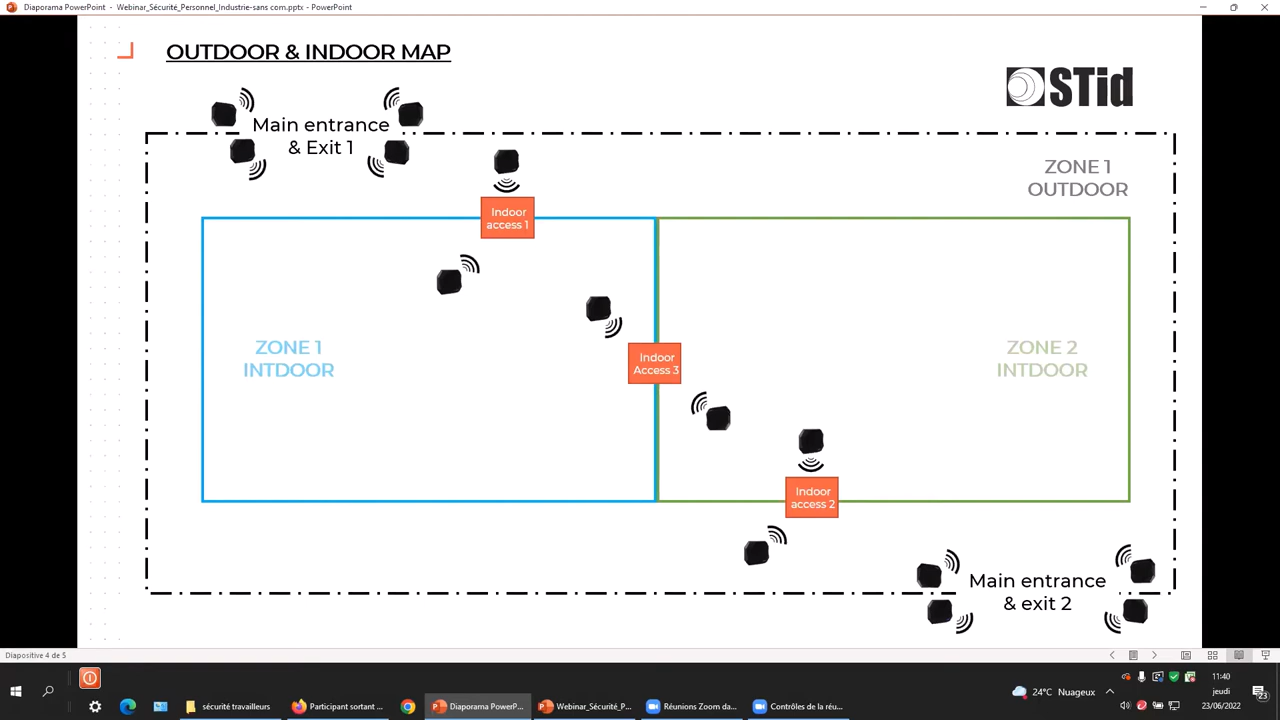 Diaporama PowerPoint - Webinar_Sécurité_Personnel_Industrie-sans com.pptx - PowerPoint
OUTDOOR & INDOOR MAP
STid
Main entrance
& Exit 1
ZONE 1
OUTDOOR
Indoor
access 1
ZONE 1
INTDOOR
Indoor
Access 3
ZONE 2
INTDOOR
Indoor
access 2
Main entrance
& exit 2
Diapositive 4 de 5
24°C Nuageux
11:40
jeudi
23/06/2022
sécurité travailleurs
Participant sortant ...
Diaporama PowerP...
Webinar_Sécurité_P...
Réunions Zoom da...
Contrôles de la réu...